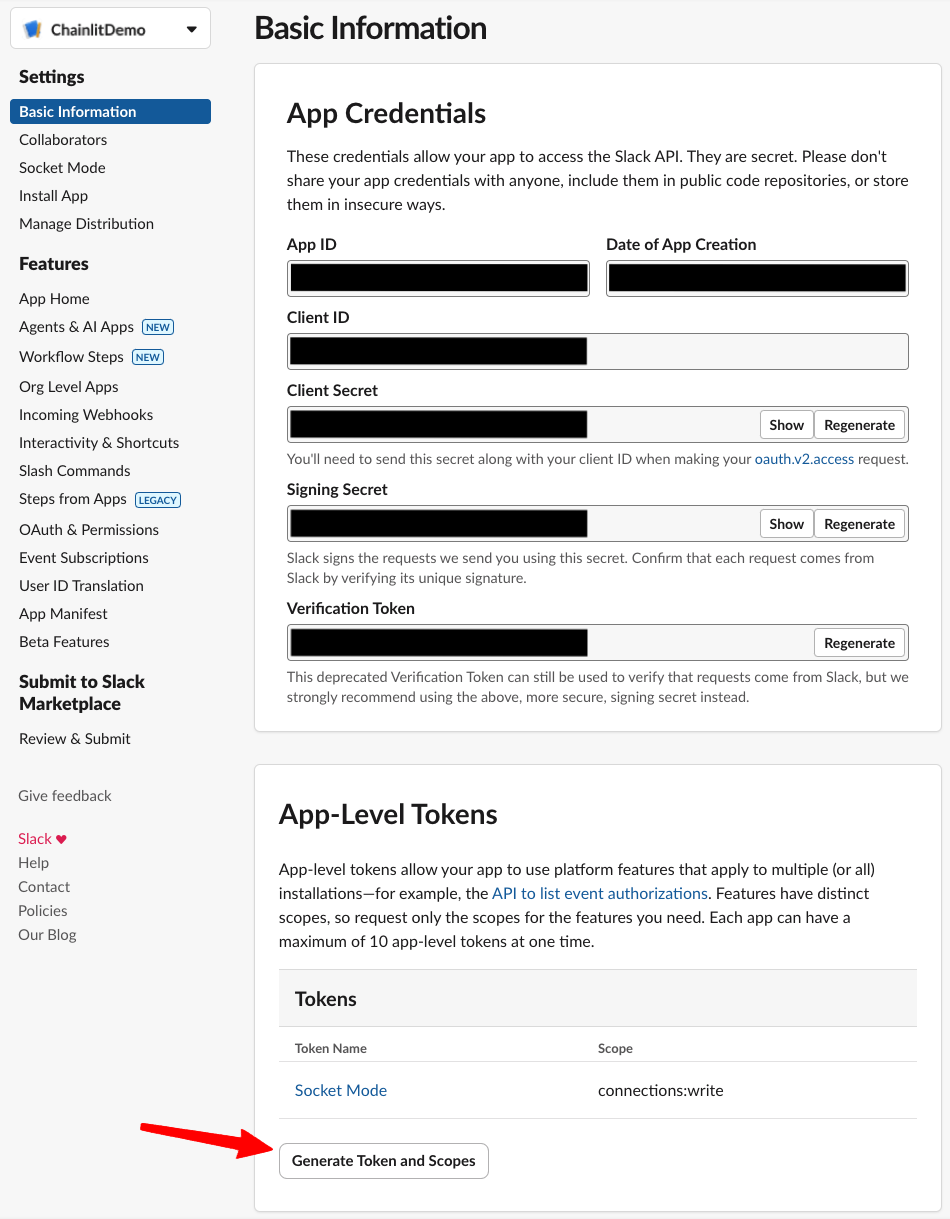 ChainlitDemo
Settings
Basic Information
Collaborators
Socket Mode
Install App
Manage Distribution
Features
App Home
Agents & AI Apps NEW
Workflow Steps NEW
Org Level Apps
Incoming Webhooks
Interactivity & Shortcuts
Slash Commands
Steps from Apps LEGACY
OAuth & Permissions
Event Subscriptions
User ID Translation
App Manifest
Beta Features
Submit to Slack
Marketplace
Review & Submit
Give feedback
Slack ♥
Help
Contact
Policies
Our Blog
Basic Information
App Credentials
These credentials allow your app to access the Slack API. They are secret. Please don't
share your app credentials with anyone, include them in public code repositories, or store
them in insecure ways.
App ID
Date of App Creation
Client ID
Client Secret
Show Regenerate
You'll need to send this secret along with your client ID when making your oauth.v2.access request.
Signing Secret
Show Regenerate
Slack signs the requests we send you using this secret. Confirm that each request comes from
Slack by verifying its unique signature.
Verification Token
Regenerate
This deprecated Verification Token can still be used to verify that requests come from Slack, but we
strongly recommend using the above, more secure, signing secret instead.
App-Level Tokens
App-level tokens allow your app to use platform features that apply to multiple (or all)
installations—for example, the API to list event authorizations. Features have distinct
scopes, so request only the scopes for the features you need. Each app can have a
maximum of 10 app-level tokens at one time.
Tokens
Token Name Scope
Socket Mode connections:write
Generate Token and Scopes